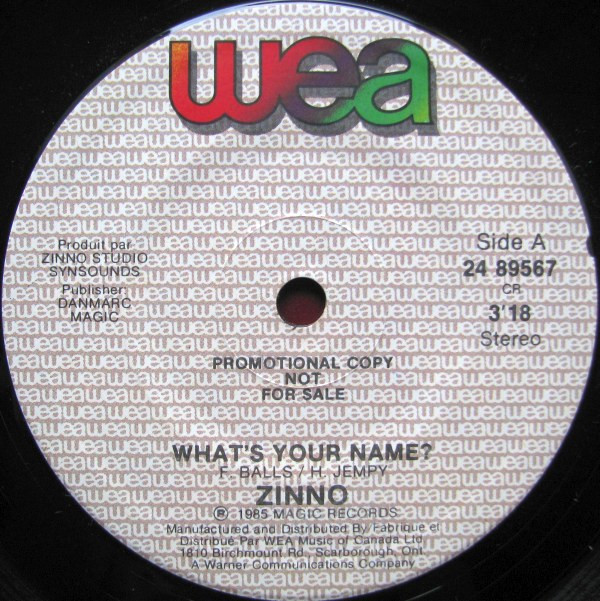 wea
Produit par
ZINNO STUDIO
SYNSOUNDS
Publisher:
DANMARC
MAGIC
Side A
24 89567
CR
3'18
Stereo
PROMOTIONAL COPY
NOT
FOR SALE
WHAT'S YOUR NAME?
F. BALLS / H. JEMPY
ZINNO
℗ 1985 MAGIC RECORDS
Manufactured and Distributed By/Fabrique et
Distribué Par WEA Music of Canada Ltd
1810 Birchmount Rd., Scarborough, Ont.
A Warner Communications Company